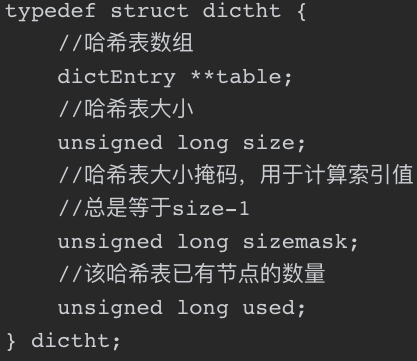 typedef struct dictht {
//哈希表数组
dictEntry **table;
//哈希表大小
unsigned long size;
//哈希表大小掩码，用于计算索引值
//总是等于size-1
unsigned long sizemask;
//该哈希表已有节点的数量
unsigned long used;
} dictht;